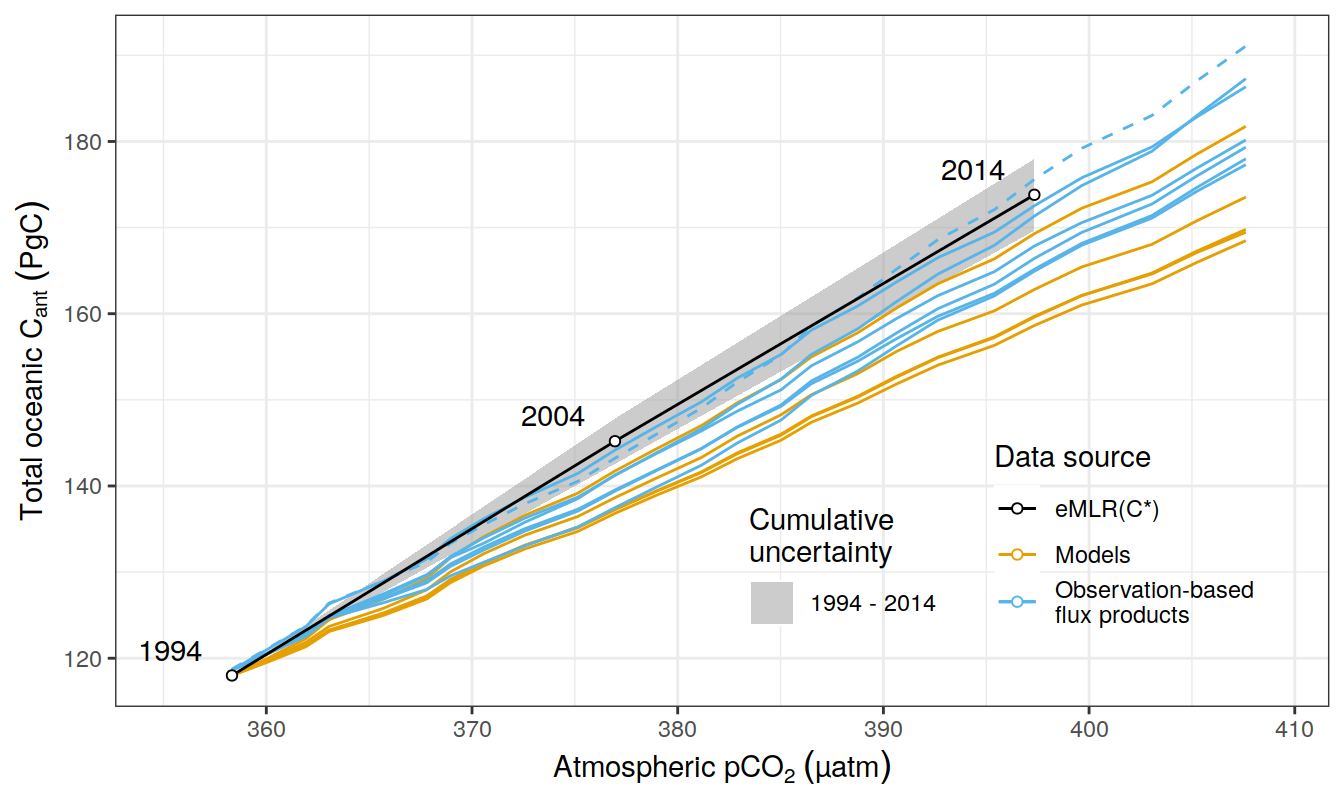 180
160
140
120
Total oceanic Cant (PgC)
2014
2004
1994
Cumulative
uncertainty
1994 - 2014
Data source
eMLR(C*)
Models
Observation-based
flux products
360
370
380
390
400
410
Atmospheric pCO₂ (μatm)